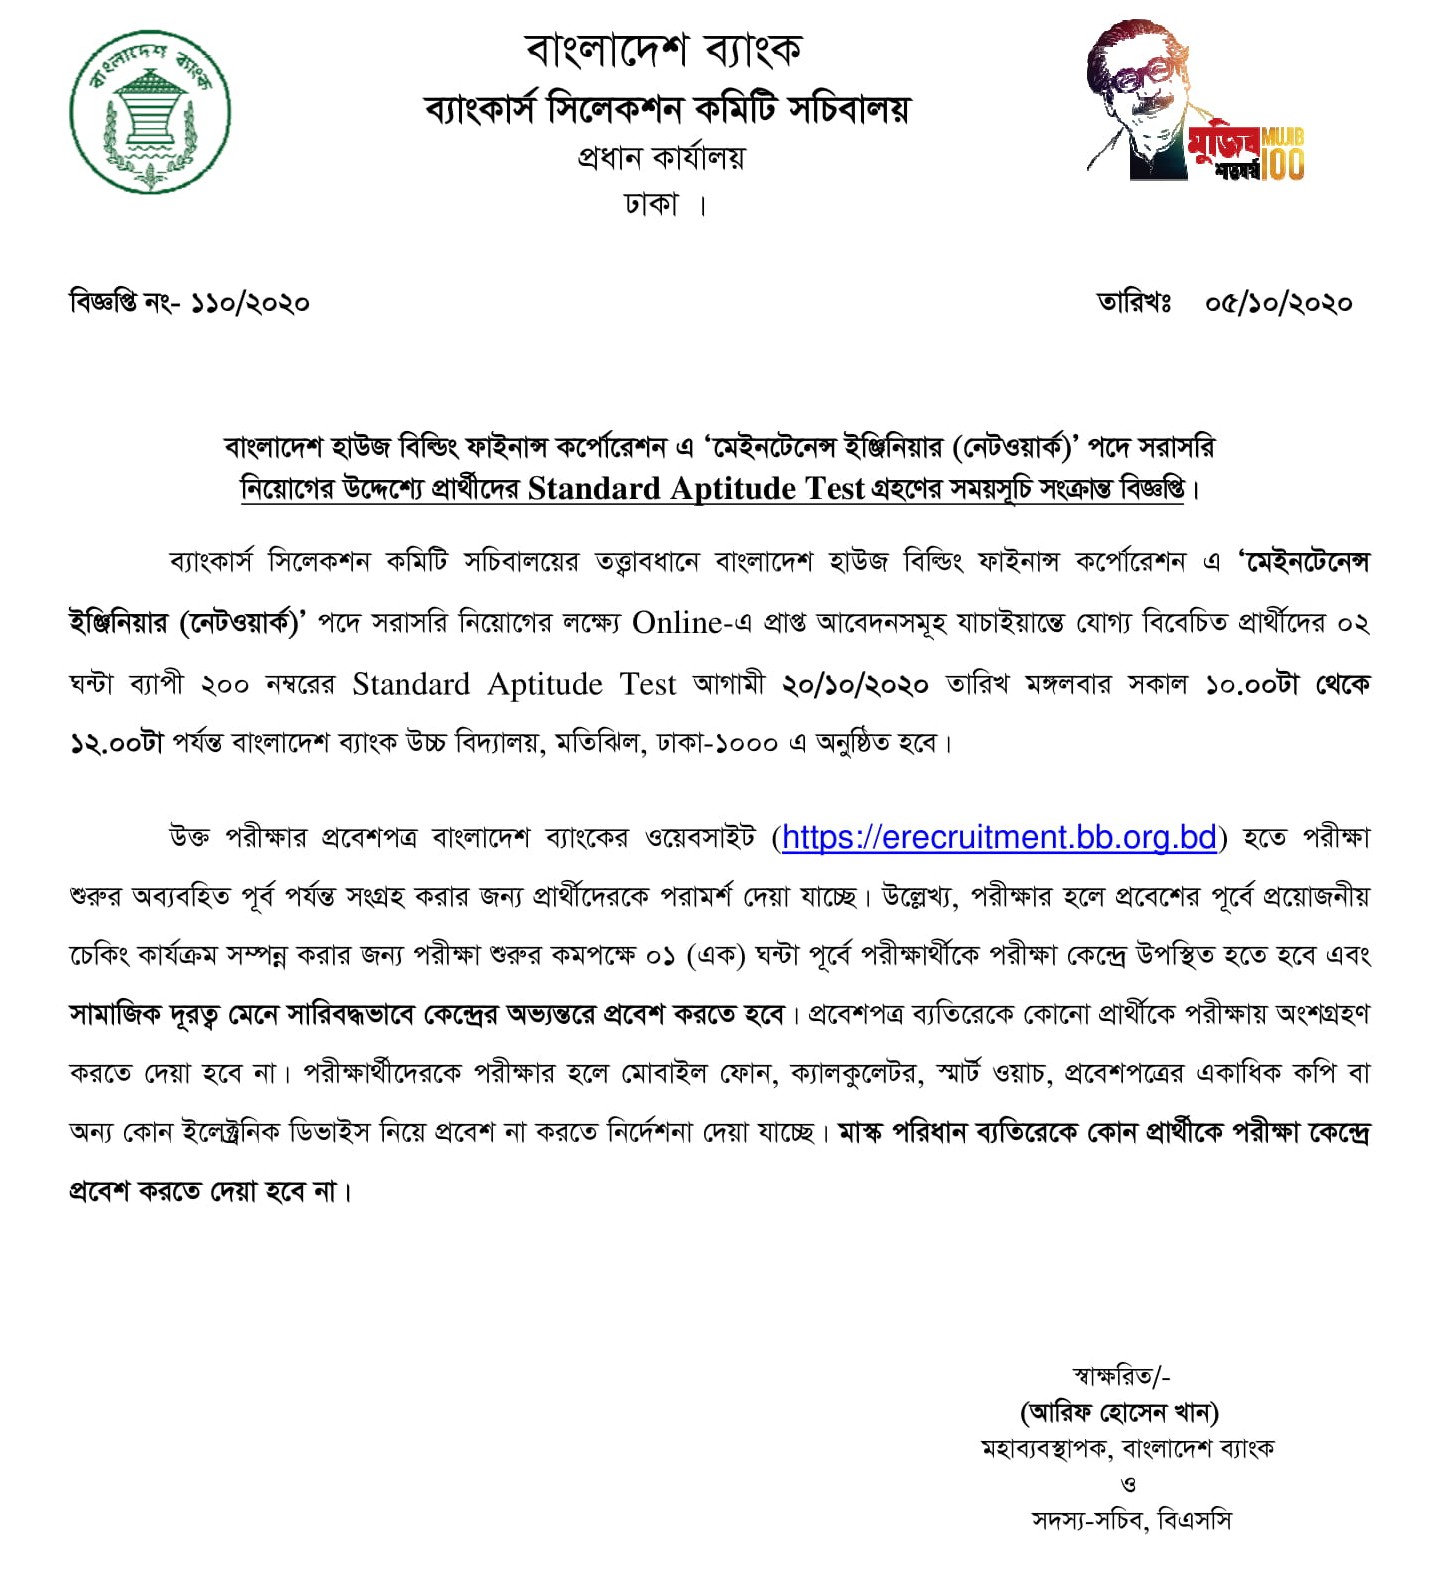 বাংলাদেশ ব্যাংক
বাংলাদেশ ব্যাংক
ব্যাংকার্স সিলেকশন কমিটি সচিবালয়
প্রধান কার্যালয়
ঢাকা ।
মুজিব MUJIB
শতবর্ষ 100
বিজ্ঞপ্তি নং- ১১০/২০২০ তারিখঃ ০৫/১০/২০২০
বাংলাদেশ হাউজ বিল্ডিং ফাইনান্স কর্পোরেশন এ ‘মেইনটেনেন্স ইঞ্জিনিয়ার (নেটওয়ার্ক)’ পদে সরাসরি
নিয়োগের উদ্দেশ্যে প্রার্থীদের Standard Aptitude Test গ্রহণের সময়সূচি সংক্রান্ত বিজ্ঞপ্তি।
ব্যাংকার্স সিলেকশন কমিটি সচিবালয়ের তত্ত্বাবধানে বাংলাদেশ হাউজ বিল্ডিং ফাইনান্স কর্পোরেশন এ ‘মেইনটেনেন্স
ইঞ্জিনিয়ার (নেটওয়ার্ক)’ পদে সরাসরি নিয়োগের লক্ষ্যে Online-এ প্রাপ্ত আবেদনসমূহ যাচাইয়ান্তে যোগ্য বিবেচিত প্রার্থীদের ০২
ঘন্টা ব্যাপী ২০০ নম্বরের Standard Aptitude Test আগামী ২০/১০/২০২০ তারিখ মঙ্গলবার সকাল ১০.০০টা থেকে
১২.০০টা পর্যন্ত বাংলাদেশ ব্যাংক উচ্চ বিদ্যালয়, মতিঝিল, ঢাকা-১০০০ এ অনুষ্ঠিত হবে।
উক্ত পরীক্ষার প্রবেশপত্র বাংলাদেশ ব্যাংকের ওয়েবসাইট (https://erecruitment.bb.org.bd) হতে পরীক্ষা
শুরুর অব্যবহিত পূর্ব পর্যন্ত সংগ্রহ করার জন্য প্রার্থীদেরকে পরামর্শ দেয়া যাচ্ছে। উল্লেখ্য, পরীক্ষার হলে প্রবেশের পূর্বে প্রয়োজনীয়
চেকিং কার্যক্রম সম্পন্ন করার জন্য পরীক্ষা শুরুর কমপক্ষে ০১ (এক) ঘন্টা পূর্বে পরীক্ষার্থীকে পরীক্ষা কেন্দ্রে উপস্থিত হতে হবে এবং
সামাজিক দূরত্ব মেনে সারিবদ্ধভাবে কেন্দ্রের অভ্যন্তরে প্রবেশ করতে হবে। প্রবেশপত্র ব্যতিরেকে কোনো প্রার্থীকে পরীক্ষায় অংশগ্রহণ
করতে দেয়া হবে না। পরীক্ষার্থীদেরকে পরীক্ষার হলে মোবাইল ফোন, ক্যালকুলেটর, স্মার্ট ওয়াচ, প্রবেশপত্রের একাধিক কপি বা
অন্য কোন ইলেক্ট্রনিক ডিভাইস নিয়ে প্রবেশ না করতে নির্দেশনা দেয়া যাচ্ছে। মাস্ক পরিধান ব্যতিরেকে কোন প্রার্থীকে পরীক্ষা কেন্দ্রে
প্রবেশ করতে দেয়া হবে না।
স্বাক্ষরিত/-
(আরিফ হোসেন খান)
মহাব্যবস্থাপক, বাংলাদেশ ব্যাংক
ও
সদস্য-সচিব, বিএসসি